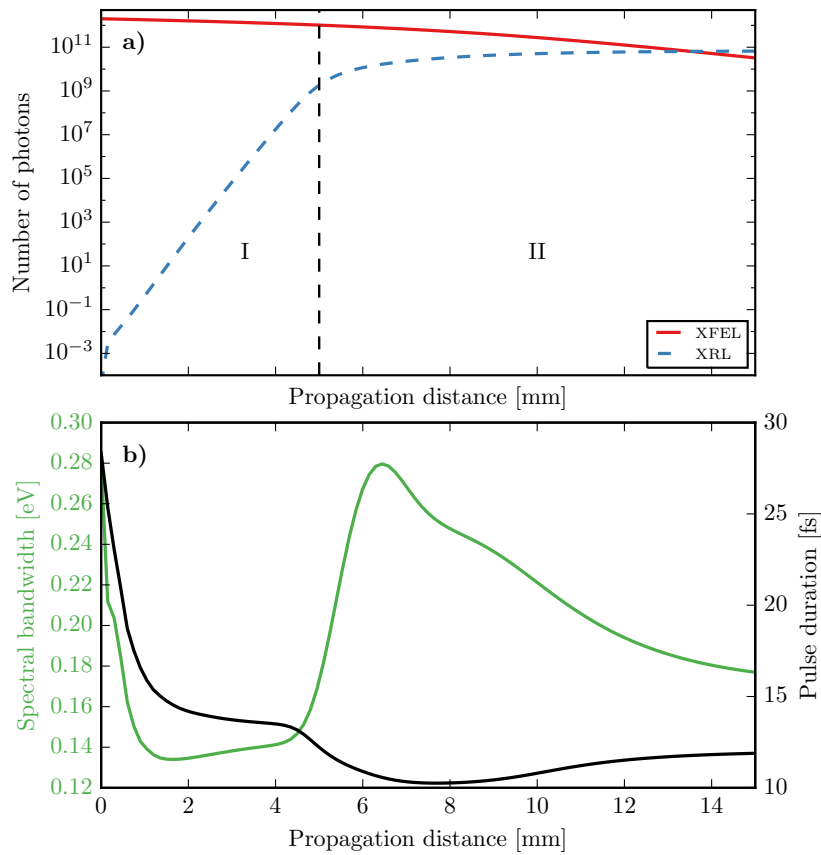 a)
10^11
10^9
10^7
10^5
10^3
10^1
10^−1
10^−3
Number of photons
I
II
XFEL
XRL
Propagation distance [mm]
b)
0.30
0.28
0.26
0.24
0.22
0.20
0.18
0.16
0.14
0.12
Spectral bandwidth [eV]
30
25
20
15
10
Pulse duration [fs]
0 2 4 6 8 10 12 14
Propagation distance [mm]